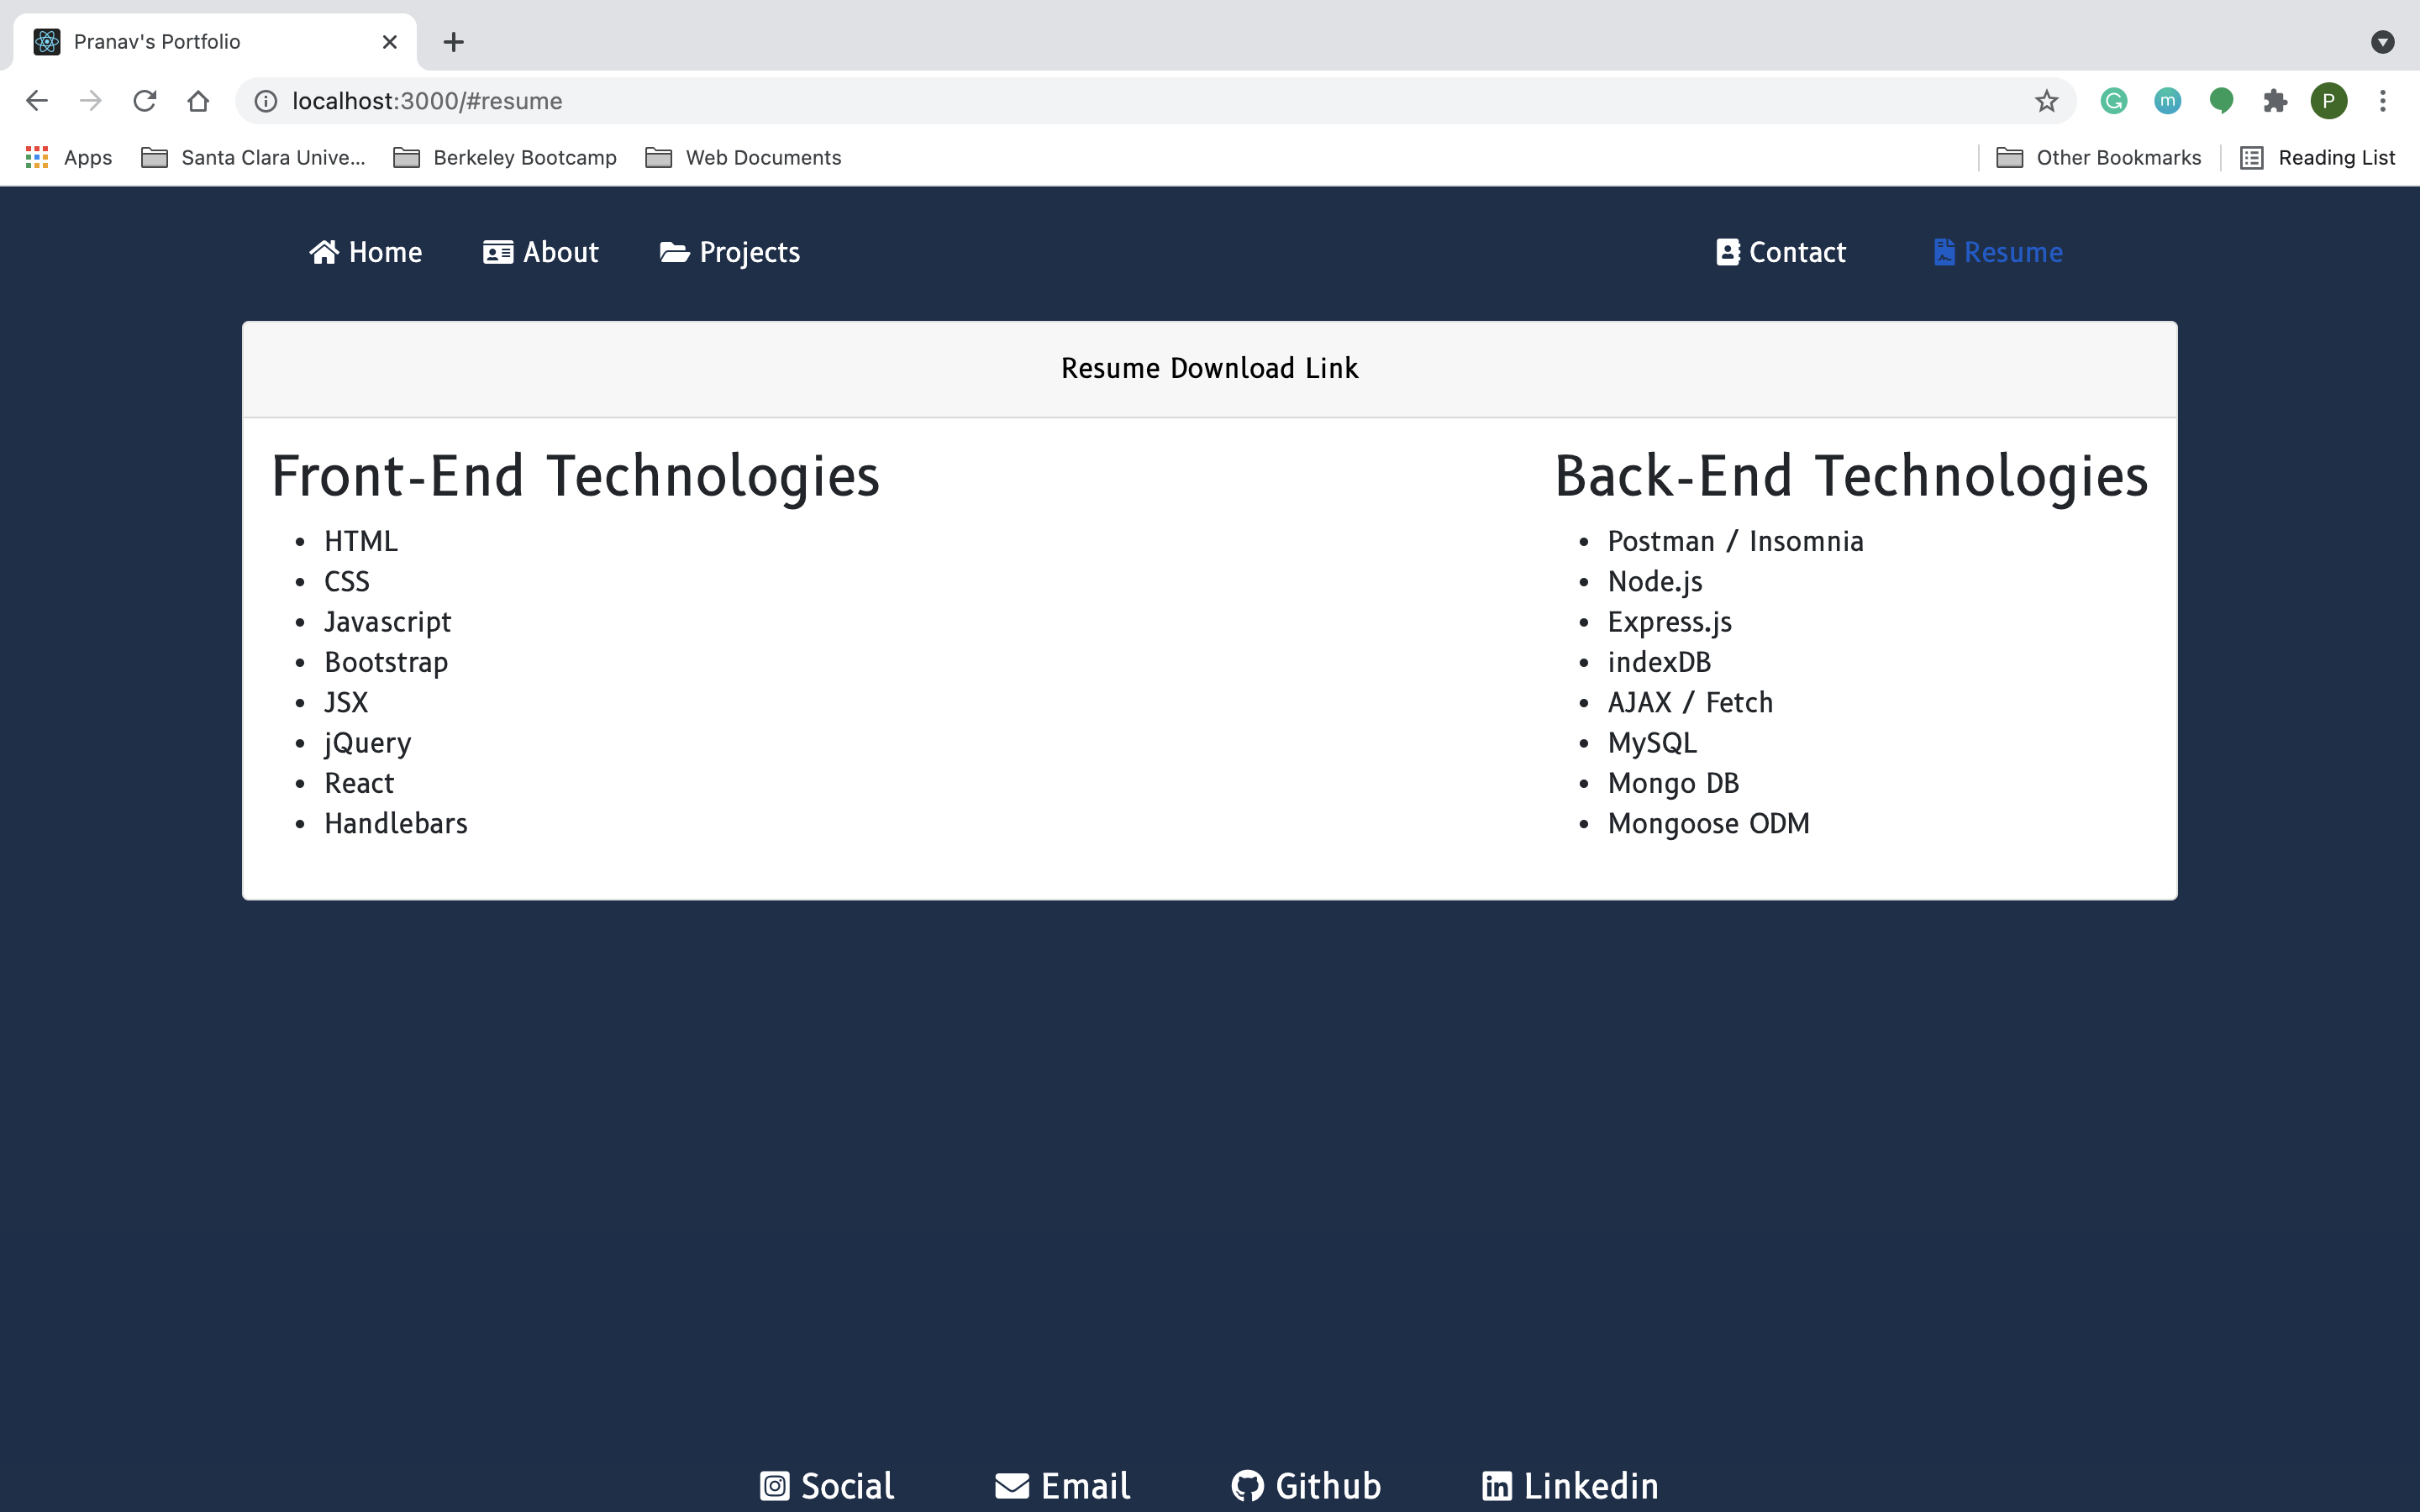 Pranav's Portfolio
localhost:3000/#resume
P
Apps Santa Clara Unive... Berkeley Bootcamp Web Documents Other Bookmarks Reading List
Home About Projects Contact Resume
Resume Download Link
Front-End Technologies
• HTML
• CSS
• Javascript
• Bootstrap
• JSX
• jQuery
• React
• Handlebars
Back-End Technologies
• Postman / Insomnia
• Node.js
• Express.js
• indexDB
• AJAX / Fetch
• MySQL
• Mongo DB
• Mongoose ODM
Social Email Github Linkedin